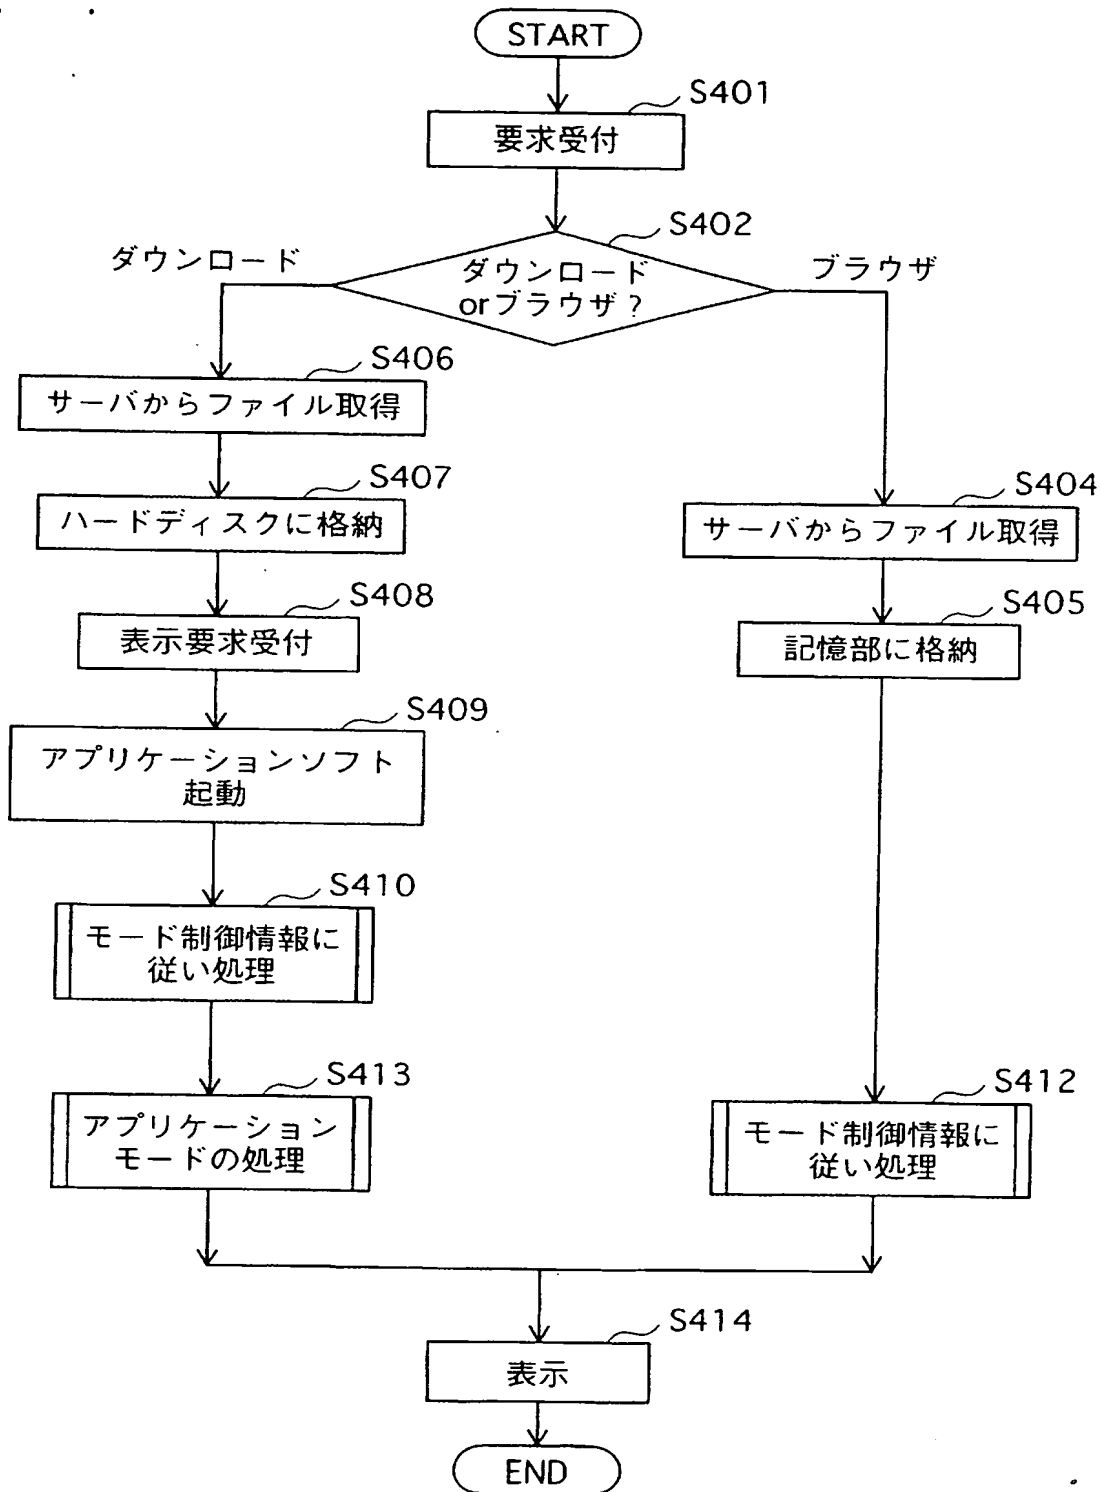 START
S401
要求受付
S402
ダウンロード
ダウンロード
orブラウザ？
ブラウザ
S406
サーバからファイル取得
S407
ハードディスクに格納
S404
サーバからファイル取得
S408
表示要求受付
S405
記憶部に格納
S409
アプリケーションソフト
起動
S410
モード制御情報に
従い処理
S413
アプリケーション
モードの処理
S412
モード制御情報に
従い処理
S414
表示
END